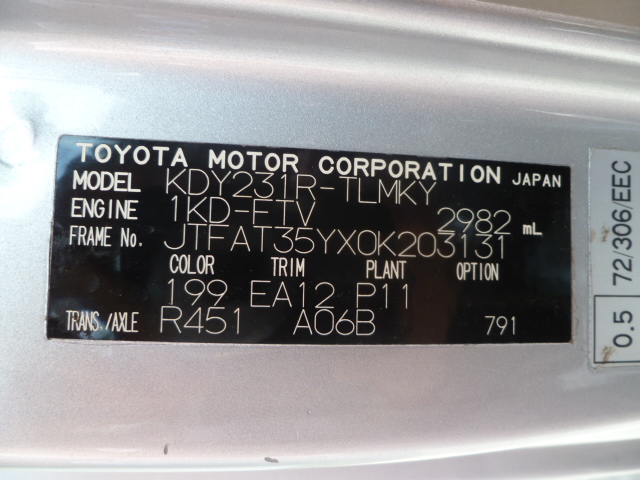 TOYOTA MOTOR CORPORATION JAPAN
MODEL KDY231R-TLMKY
ENGINE 1KD-FTV 2982 mL
FRAME No. JTFAT35YX0K203131
COLOR TRIM PLANT OPTION
199 EA12 P11
TRANS./AXLE R451 A06B 791
0.5 72/306/EEC